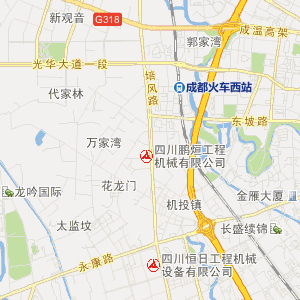 新观音
G318
郭家湾
成温高架
光华大道一段
培风路
成都火车西站
代家林
东坡路
万家湾
四川鹏烜工程
机械有限公司
花龙门
龙吟国际
金雁大厦
机投镇
太监坟
长盛续锦区
永康路
四川恒日工程机械
设备有限公司